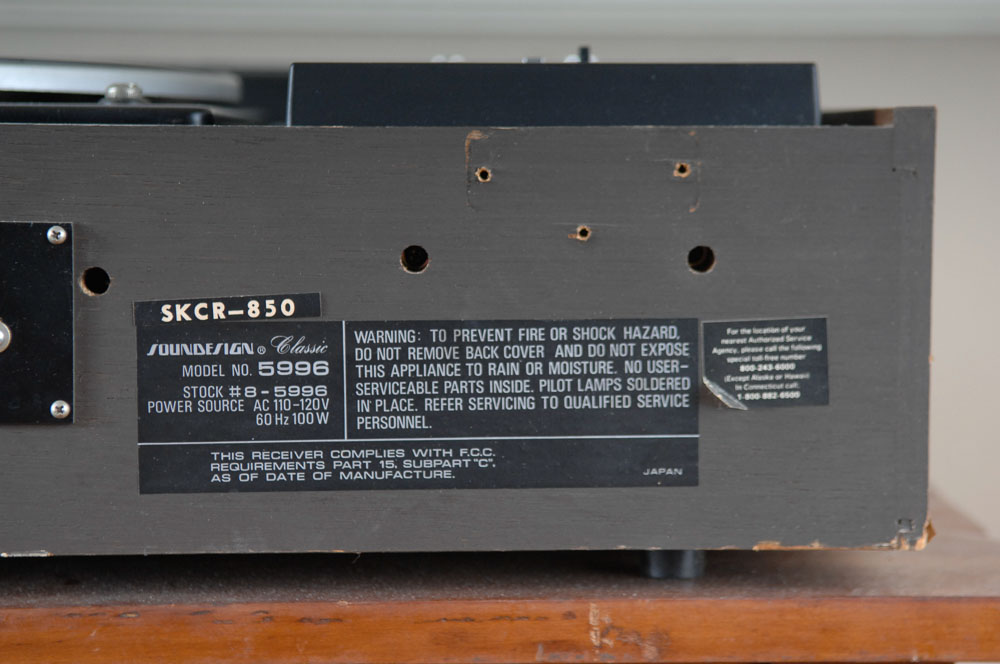 SKCR-850
SOUNDESIGN ® Classic
MODEL NO. 5996
STOCK #8-5996
POWER SOURCE AC 110-120V
60 Hz 100W
WARNING: TO PREVENT FIRE OR SHOCK HAZARD,
DO NOT REMOVE BACK COVER AND DO NOT EXPOSE
THIS APPLIANCE TO RAIN OR MOISTURE. NO USER-
SERVICEABLE PARTS INSIDE. PILOT LAMPS SOLDERED
IN PLACE. REFER SERVICING TO QUALIFIED SERVICE
PERSONNEL.
THIS RECEIVER COMPLIES WITH F.C.C.
REQUIREMENTS PART 15, SUBPART "C",
AS OF DATE OF MANUFACTURE.
JAPAN
For the location of your
nearest Authorized Service
Agency, please call the following
special toll-free number
800-243-6000
(Except Alaska or Hawaii)
In Connecticut call:
1-800-882-6500